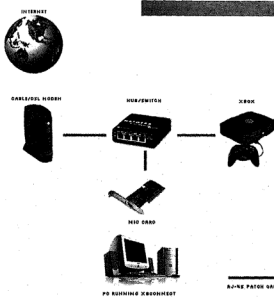 INTERNET
CABLE/DSL MODEM
HUB/SWITCH
XBOX
NIC CARD
PC RUNNING XBCONNECT
RJ-45 PATCH